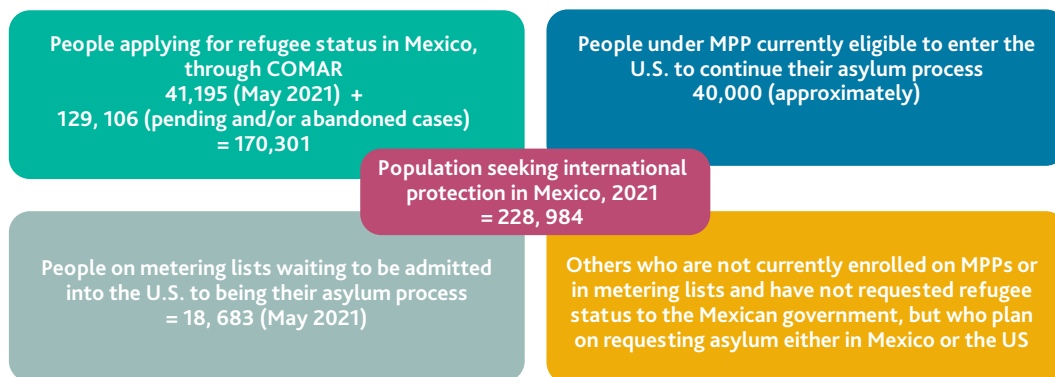 People applying for refugee status in Mexico,
through COMAR
41,195 (May 2021) +
129, 106 (pending and/or abandoned cases)
= 170,301
People under MPP currently eligible to enter the
U.S. to continue their asylum process
40,000 (approximately)
Population seeking international
protection in Mexico, 2021
= 228, 984
People on metering lists waiting to be admitted
into the U.S. to being their asylum process
= 18, 683 (May 2021)
Others who are not currently enrolled on MPPs or
in metering lists and have not requested refugee
status to the Mexican government, but who plan
on requesting asylum either in Mexico or the US